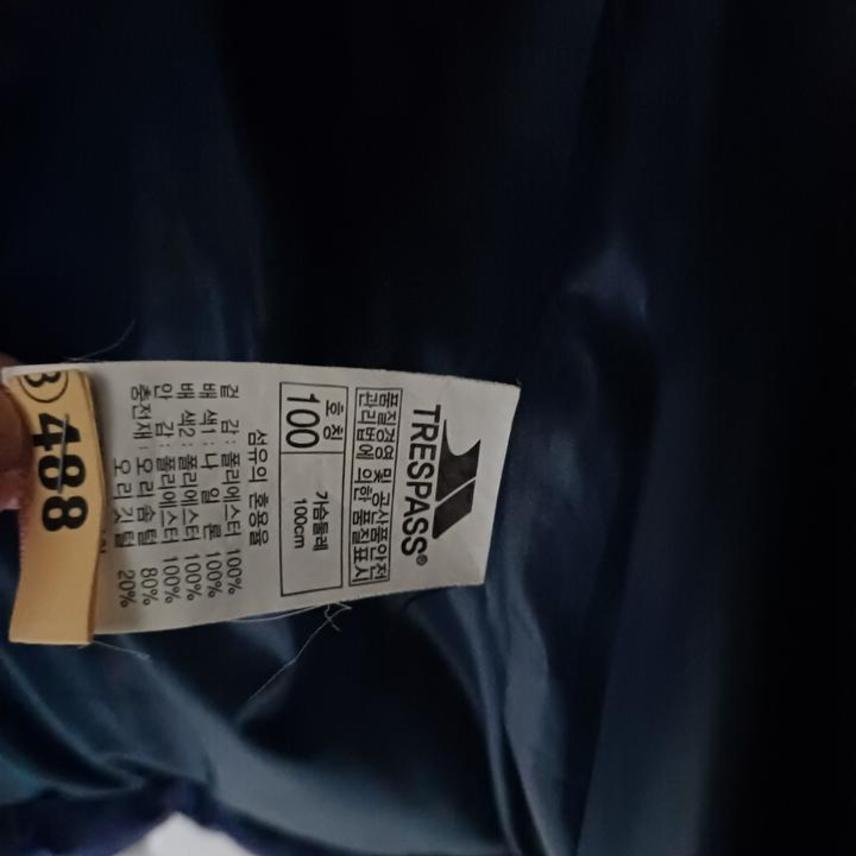 TRESPASS®
품질경영 및 공산품안전
관리법에 의한 품질표시
호칭 가슴둘레
100 100cm
섬유의 혼용율
겉 감: 폴리에스터 100%
배 색1: 나 일 론 100%
배 색2: 폴리에스터 100%
안 감: 폴리에스터 100%
충전재: 오리 솜털 80%
오리 깃털 20%
3 488